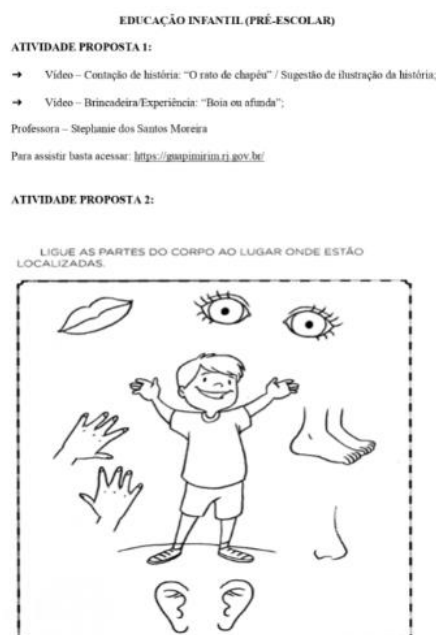 EDUCAÇÃO INFANTIL (PRÉ-ESCOLAR)
ATIVIDADE PROPOSTA 1:
➔ Vídeo – Contação de história: “O rato de chapéu” / Sugestão de ilustração da história;
➔ Vídeo – Brincadeira/Experiência: “Boia ou afunda”;
Professora – Stephanie dos Santos Moreira
Para assistir basta acessar: https://guapimirim.rj.gov.br/
ATIVIDADE PROPOSTA 2:
LIGUE AS PARTES DO CORPO AO LUGAR ONDE ESTÃO
LOCALIZADAS.